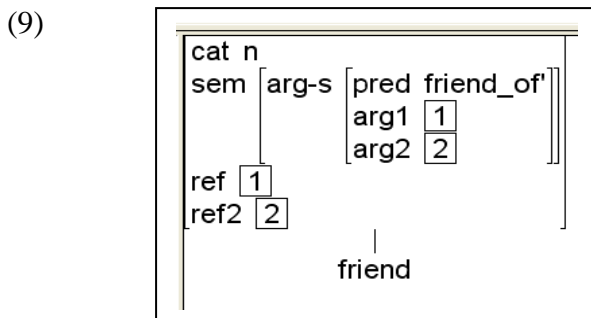 (9)
cat n
sem [arg-s [pred friend_of'
arg1 1
arg2 2
ref 1
ref2 2
friend